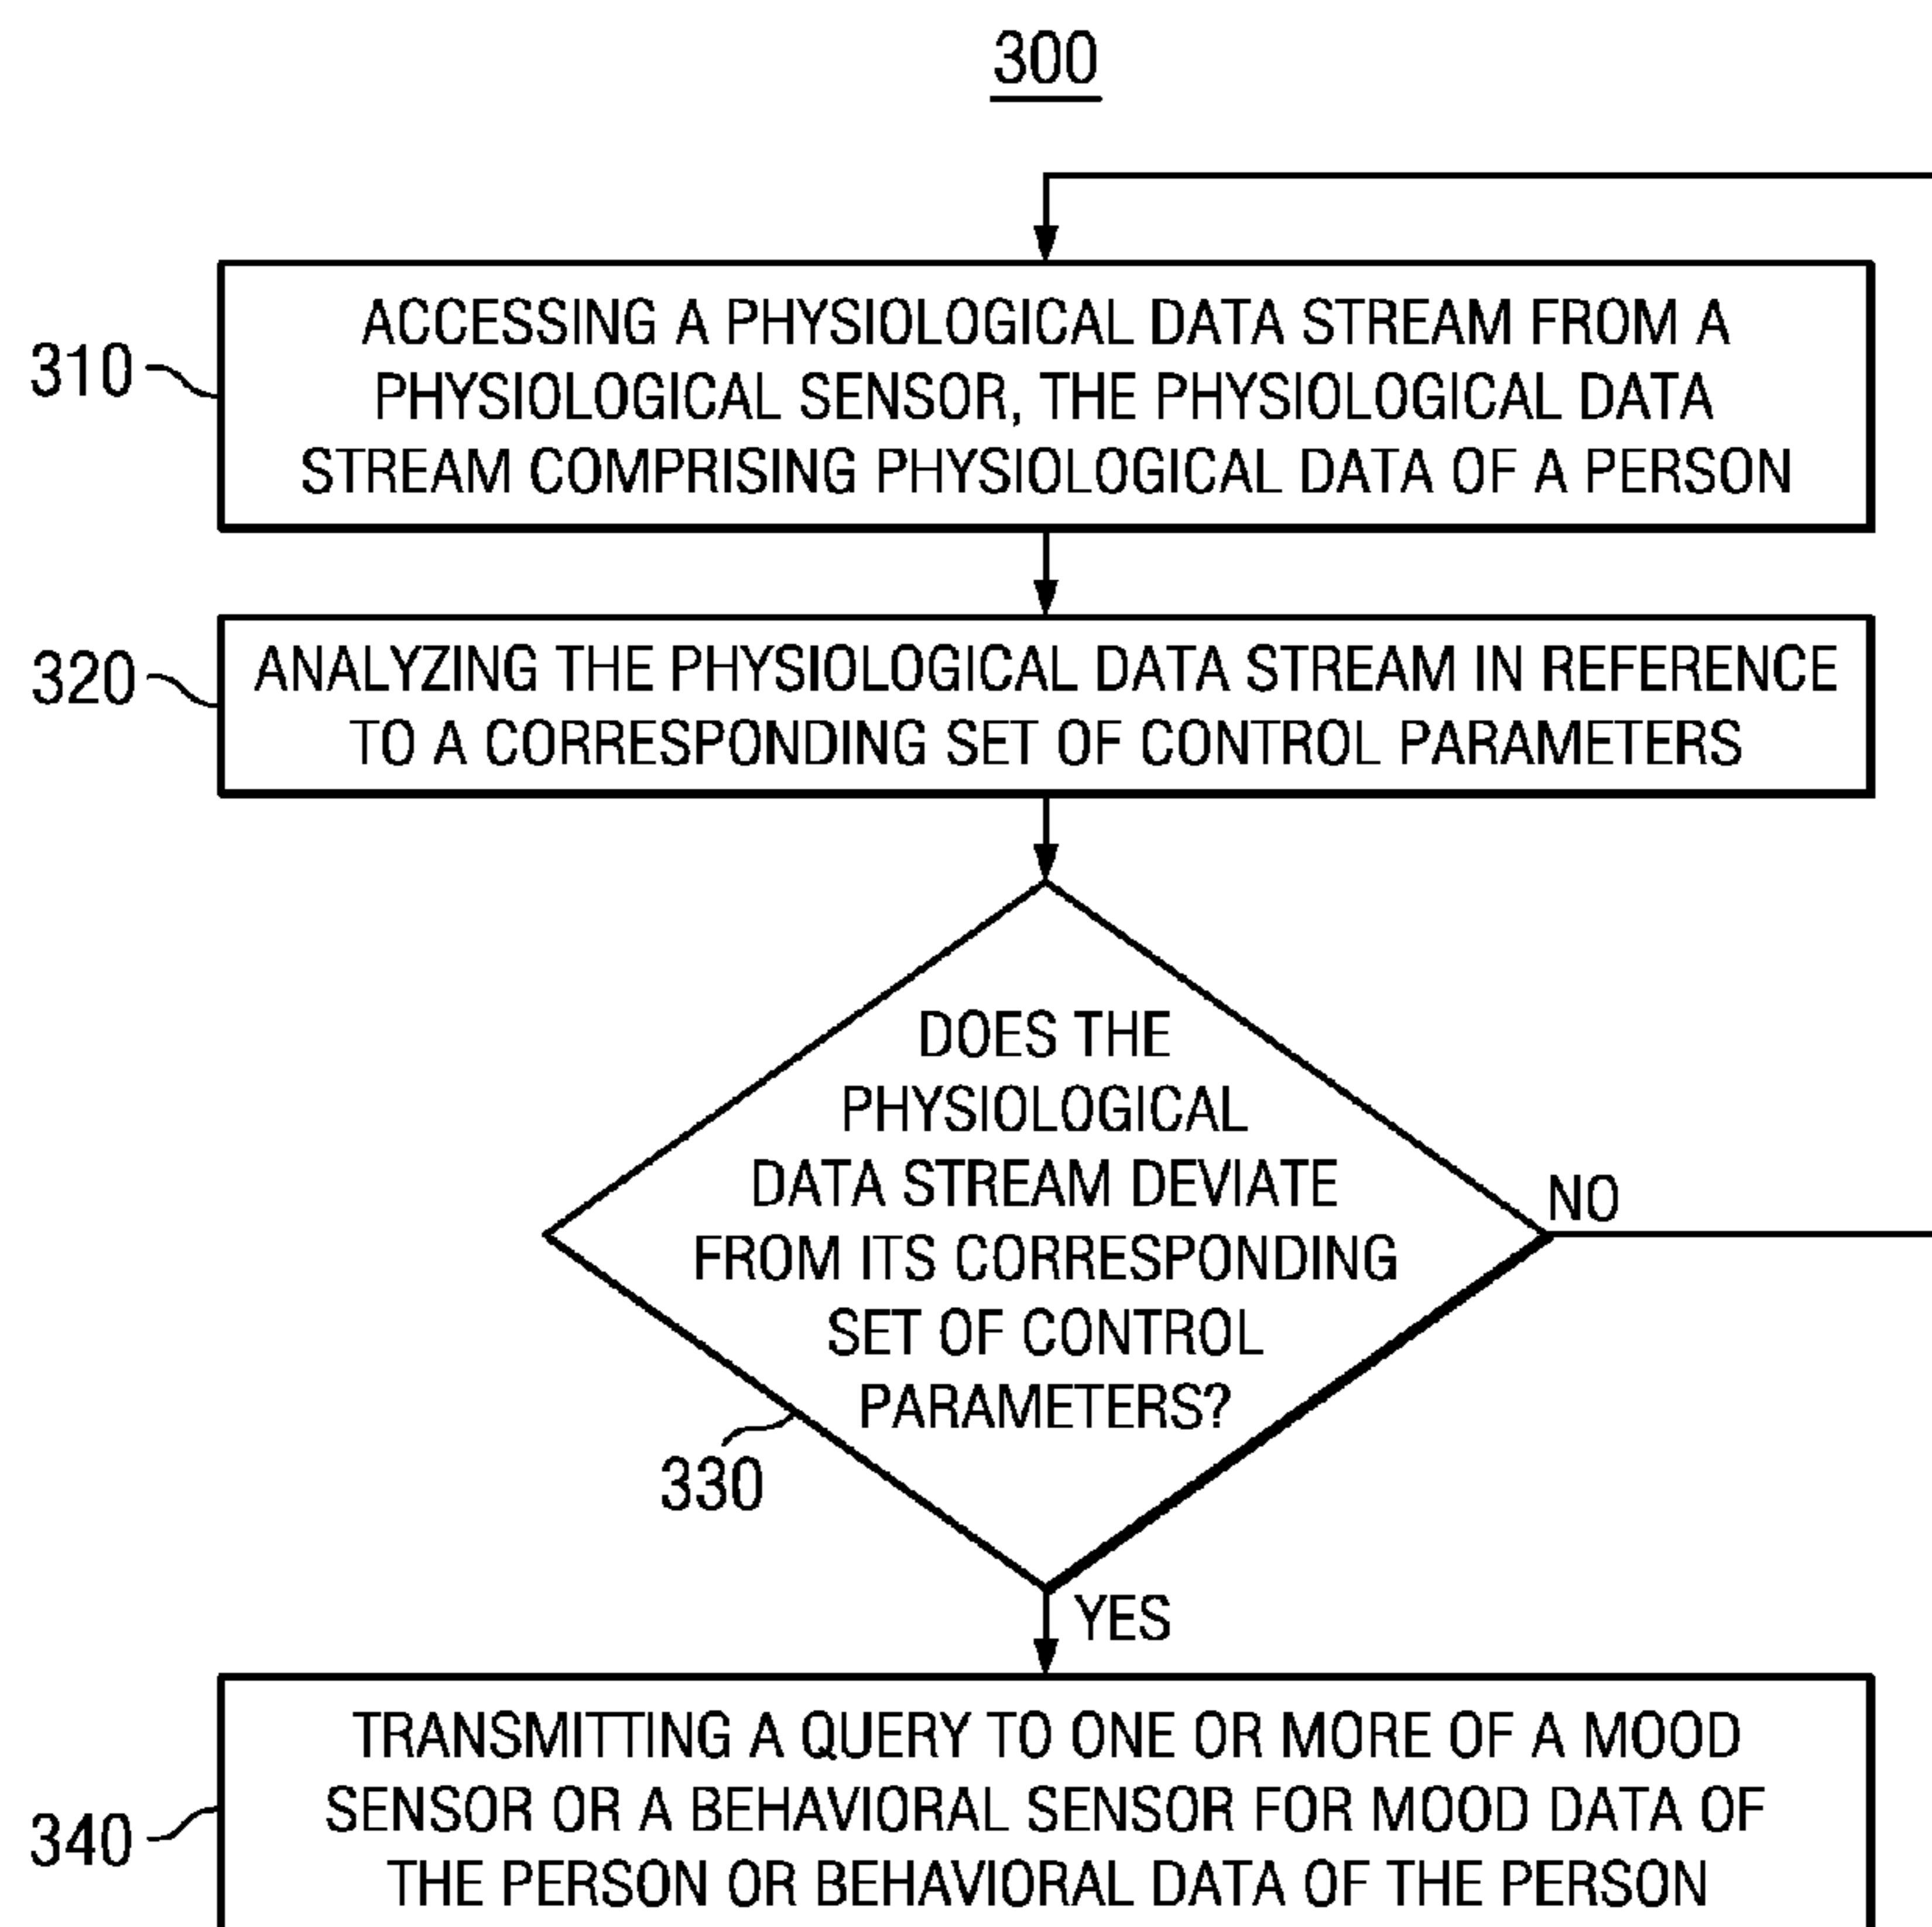 300
310
ACCESSING A PHYSIOLOGICAL DATA STREAM FROM A
PHYSIOLOGICAL SENSOR, THE PHYSIOLOGICAL DATA
STREAM COMPRISING PHYSIOLOGICAL DATA OF A PERSON
320
ANALYZING THE PHYSIOLOGICAL DATA STREAM IN REFERENCE
TO A CORRESPONDING SET OF CONTROL PARAMETERS
DOES THE
PHYSIOLOGICAL
DATA STREAM DEVIATE
FROM ITS CORRESPONDING
SET OF CONTROL
PARAMETERS?
NO
330
YES
340
TRANSMITTING A QUERY TO ONE OR MORE OF A MOOD
SENSOR OR A BEHAVIORAL SENSOR FOR MOOD DATA OF
THE PERSON OR BEHAVIORAL DATA OF THE PERSON